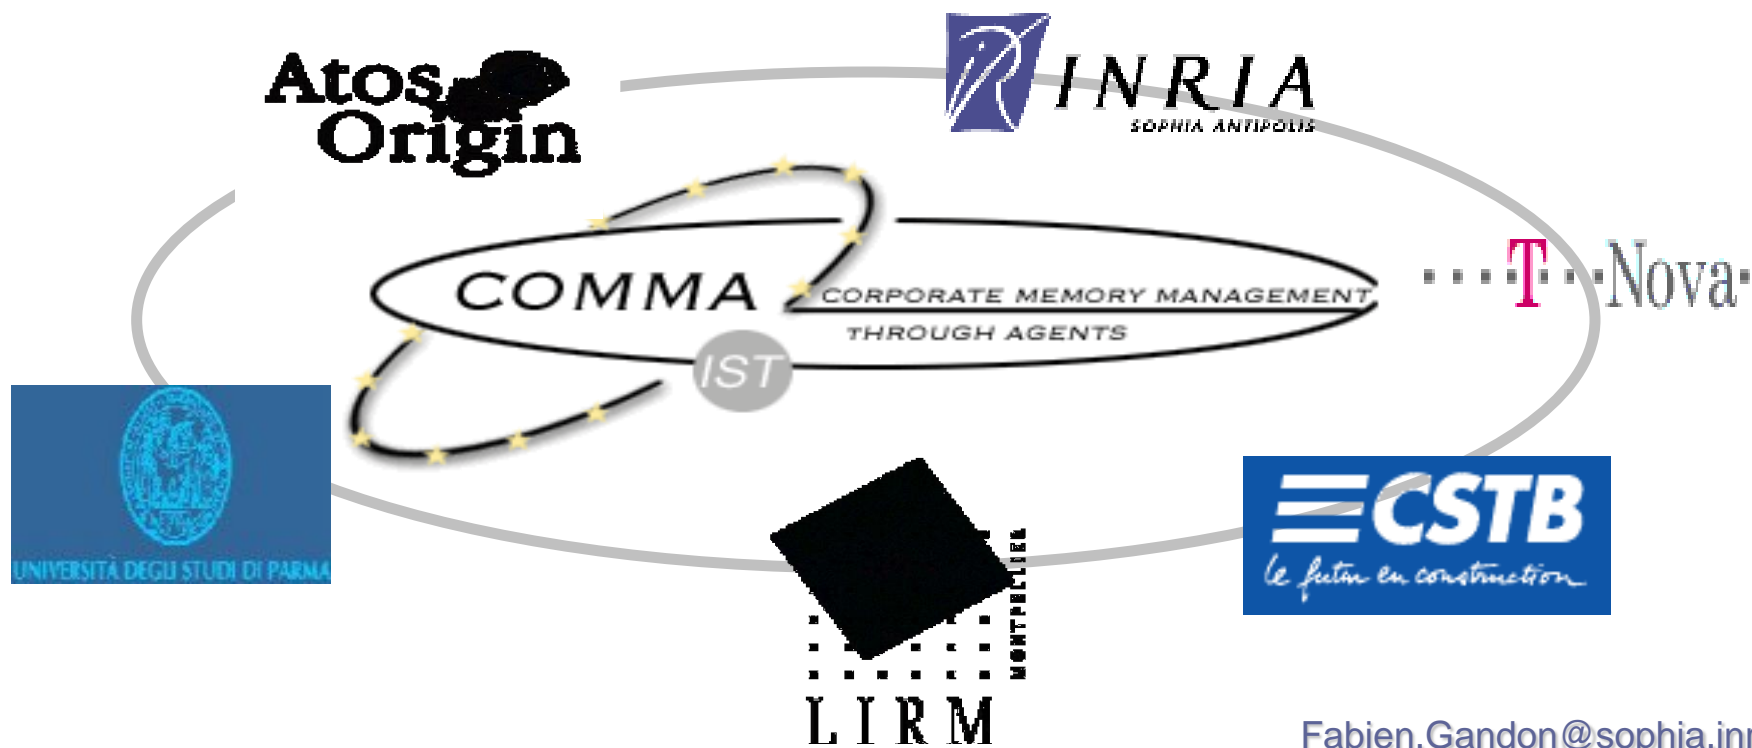 Atos
Origin
INRIA
SOPHIA ANTIPOLIS
COMMA
CORPORATE MEMORY MANAGEMENT
THROUGH AGENTS
IST
T Nova
UNIVERSITÀ DEGLI STUDI DI PARMA
MONTPELLIER
LIRM
CSTB
le futur en construction
Fabien.Gandon@sophia.inr